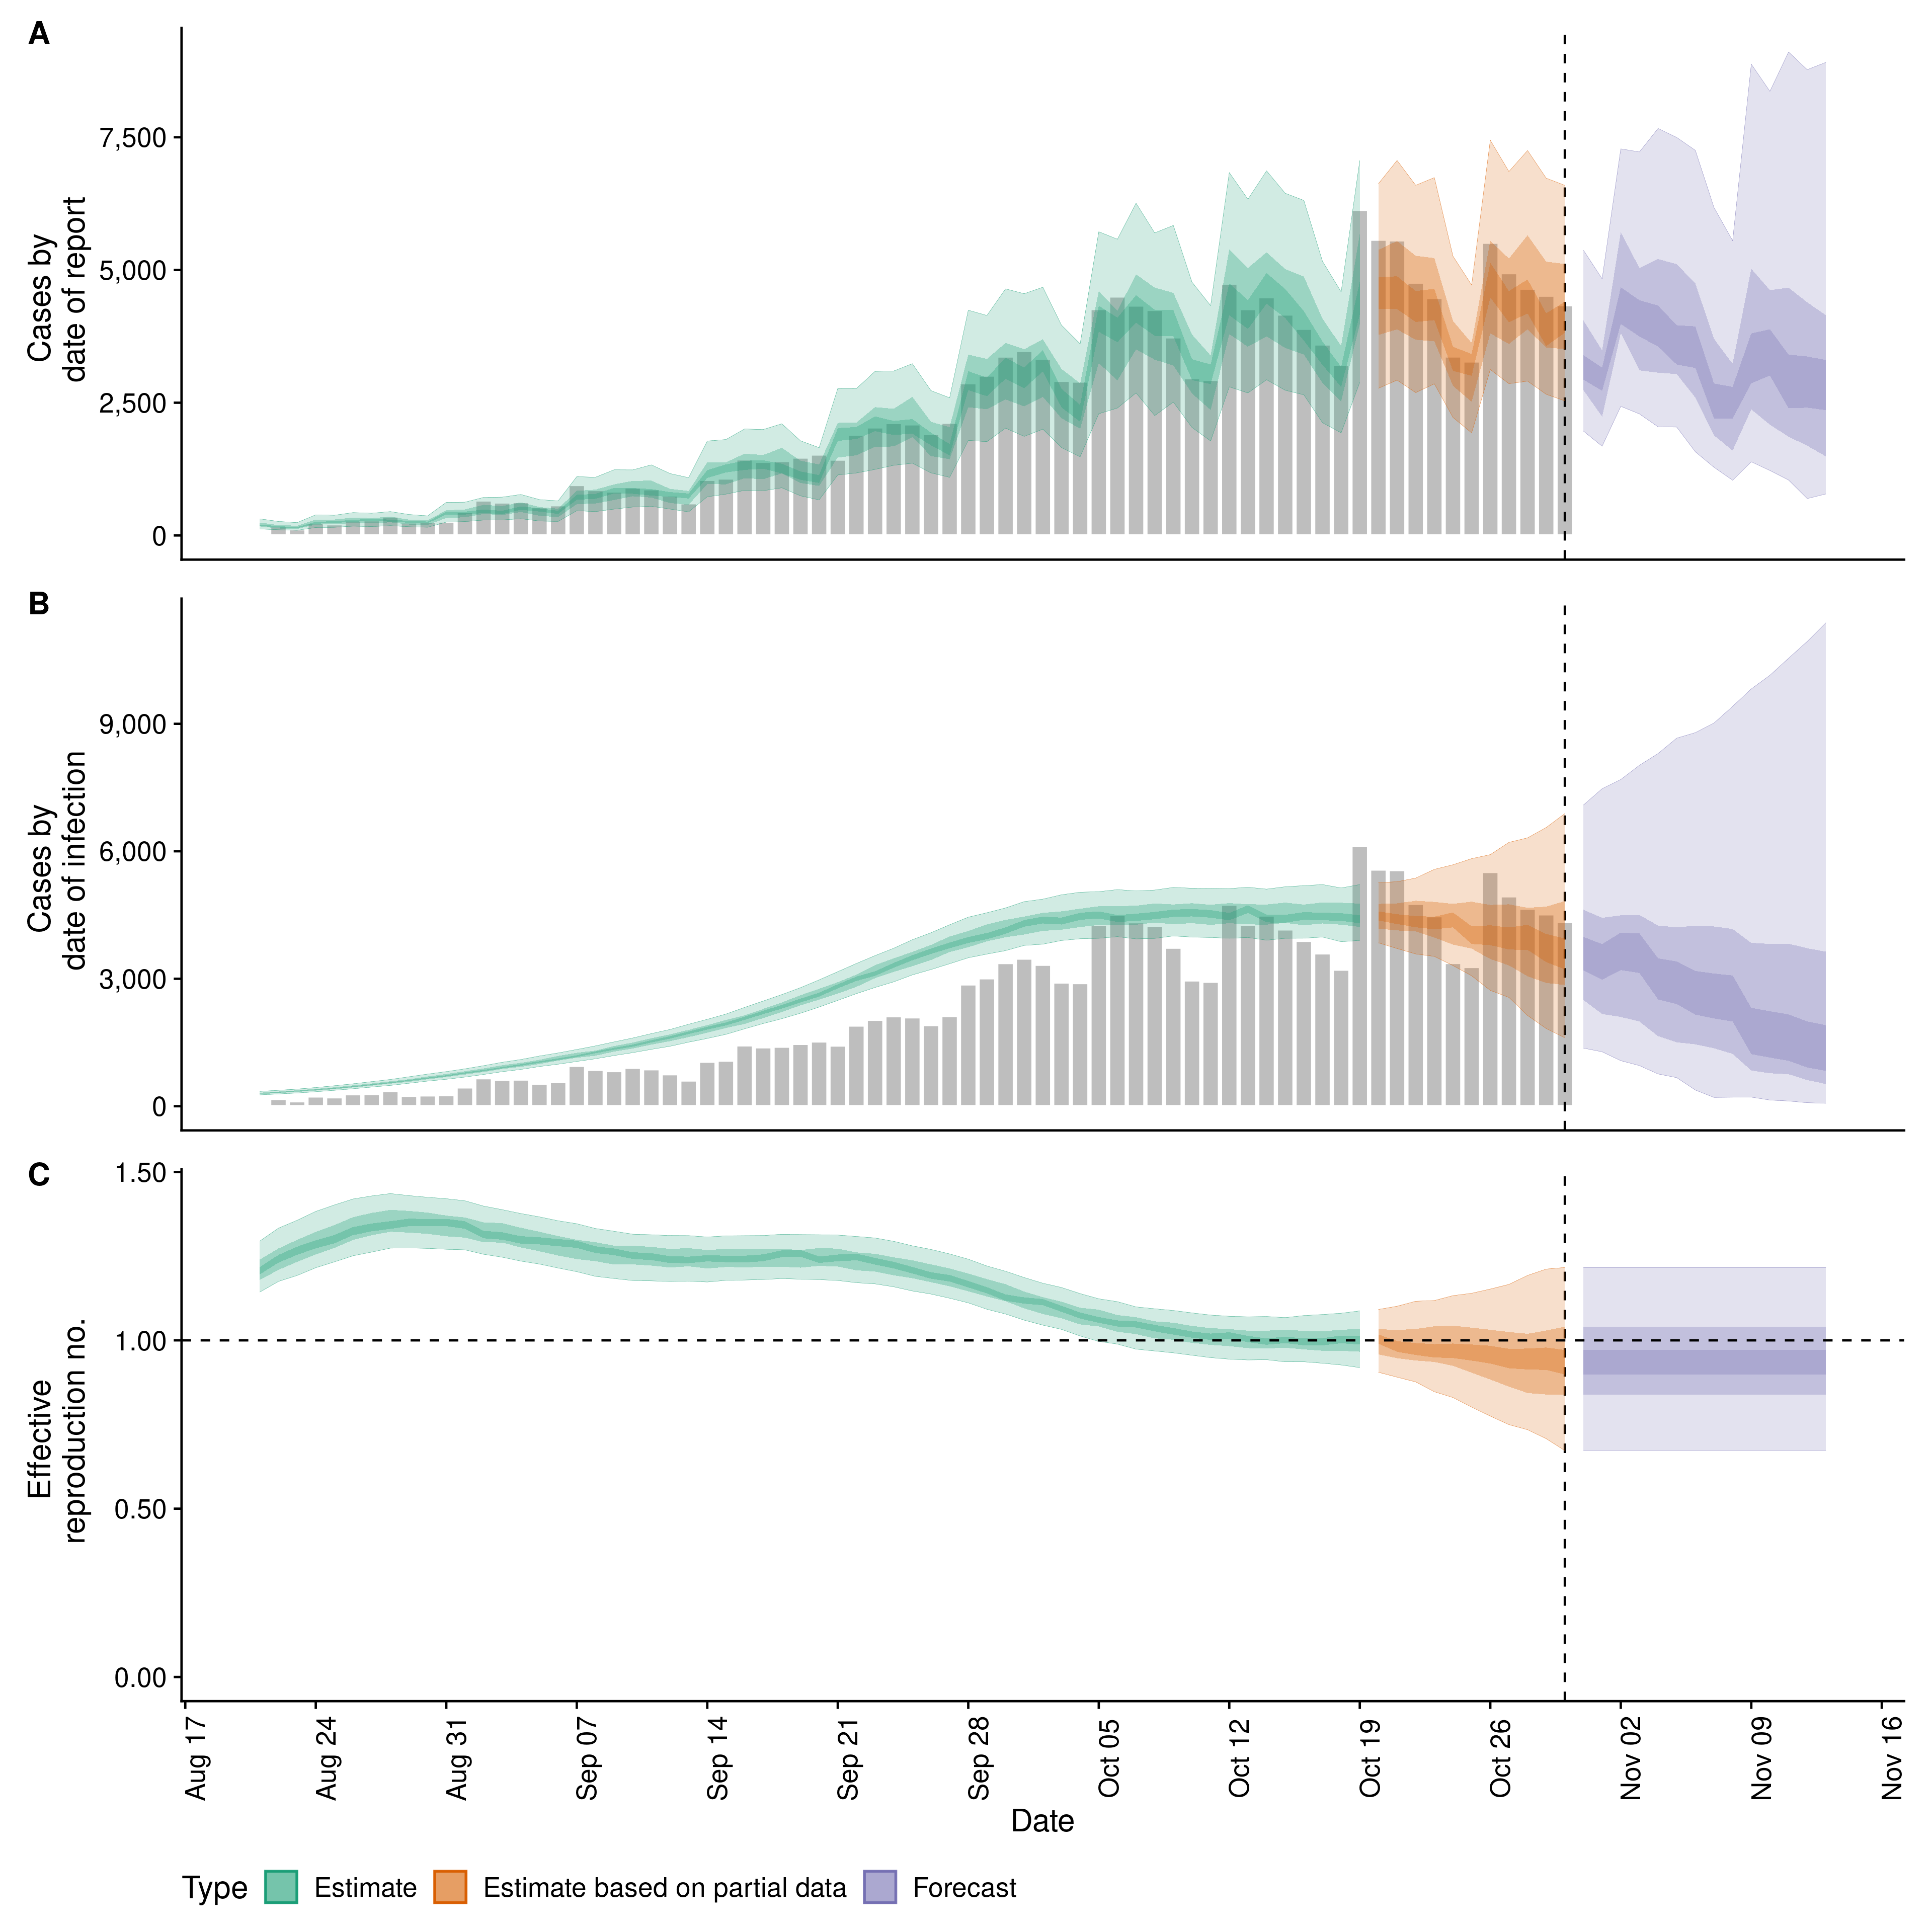 A
Cases by
date of report
7,500
5,000
2,500
0
B
Cases by
date of infection
9,000
6,000
3,000
0
C
Effective
reproduction no.
1.50
1.00
0.50
0.00
Aug 17
Aug 24
Aug 31
Sep 07
Sep 14
Sep 21
Sep 28
Oct 05
Oct 12
Oct 19
Oct 26
Nov 02
Nov 09
Nov 16
Date
Type Estimate Estimate based on partial data Forecast